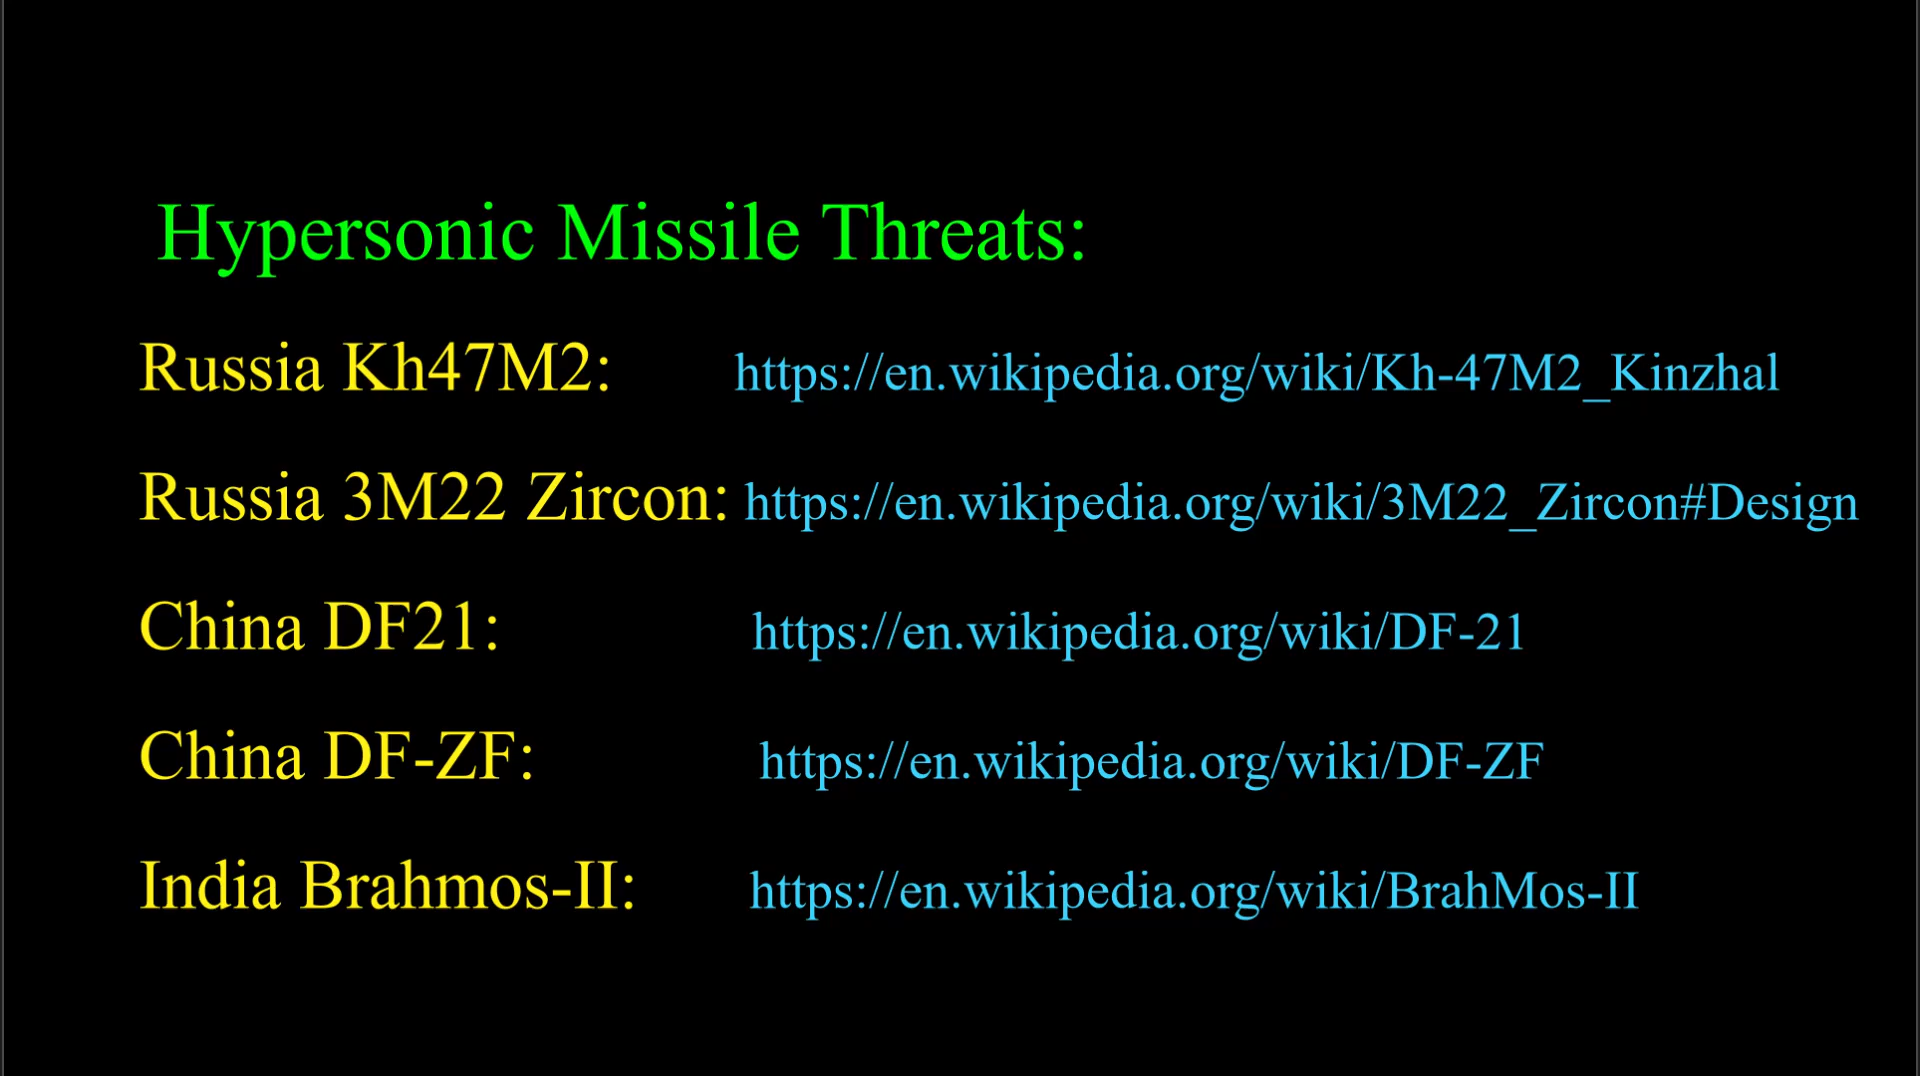 Hypersonic Missile Threats:
Russia Kh47M2: https://en.wikipedia.org/wiki/Kh-47M2_Kinzhal
Russia 3M22 Zircon: https://en.wikipedia.org/wiki/3M22_Zircon#Design
China DF21: https://en.wikipedia.org/wiki/DF-21
China DF-ZF: https://en.wikipedia.org/wiki/DF-ZF
India Brahmos-II: https://en.wikipedia.org/wiki/BrahMos-II